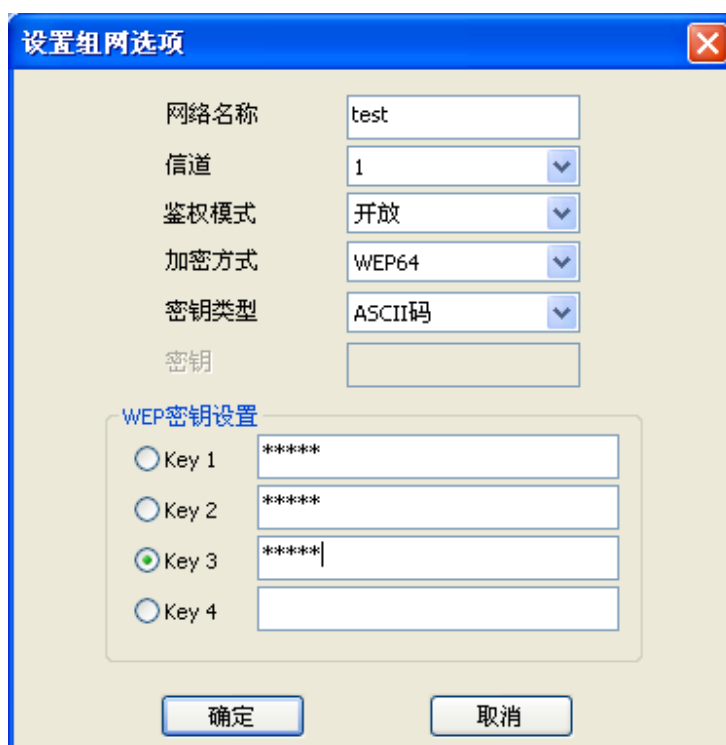 设置组网选项
网络名称 test
信道 1
鉴权模式 开放
加密方式 WEP64
密钥类型 ASCII码
密钥
WEP密钥设置
Key 1 *****
Key 2 *****
Key 3 *****
Key 4
确定 取消